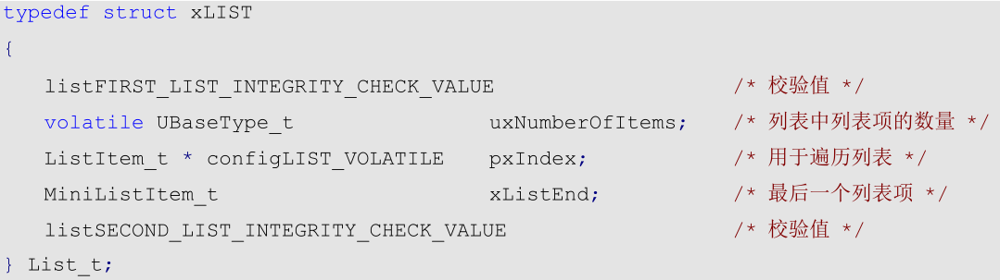 typedef struct xLIST
{
listFIRST_LIST_INTEGRITY_CHECK_VALUE /* 校验值 */
volatile UBaseType_t uxNumberOfItems; /* 列表中列表项的数量 */
ListItem_t * configLIST_VOLATILE pxIndex; /* 用于遍历列表 */
MiniListItem_t xListEnd; /* 最后一个列表项 */
listSECOND_LIST_INTEGRITY_CHECK_VALUE /* 校验值 */
} List_t;